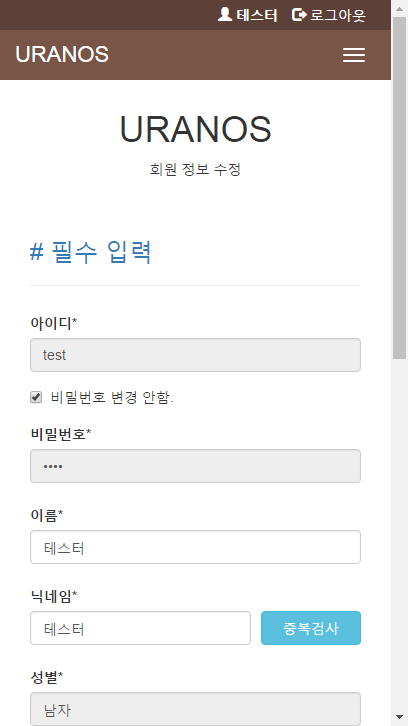 테스터 로그아웃
URANOS
URANOS
회원 정보 수정
# 필수 입력
아이디*
test
비밀번호 변경 안함.
비밀번호*
••••
이름*
테스터
닉네임*
테스터 중복검사
성별*
남자